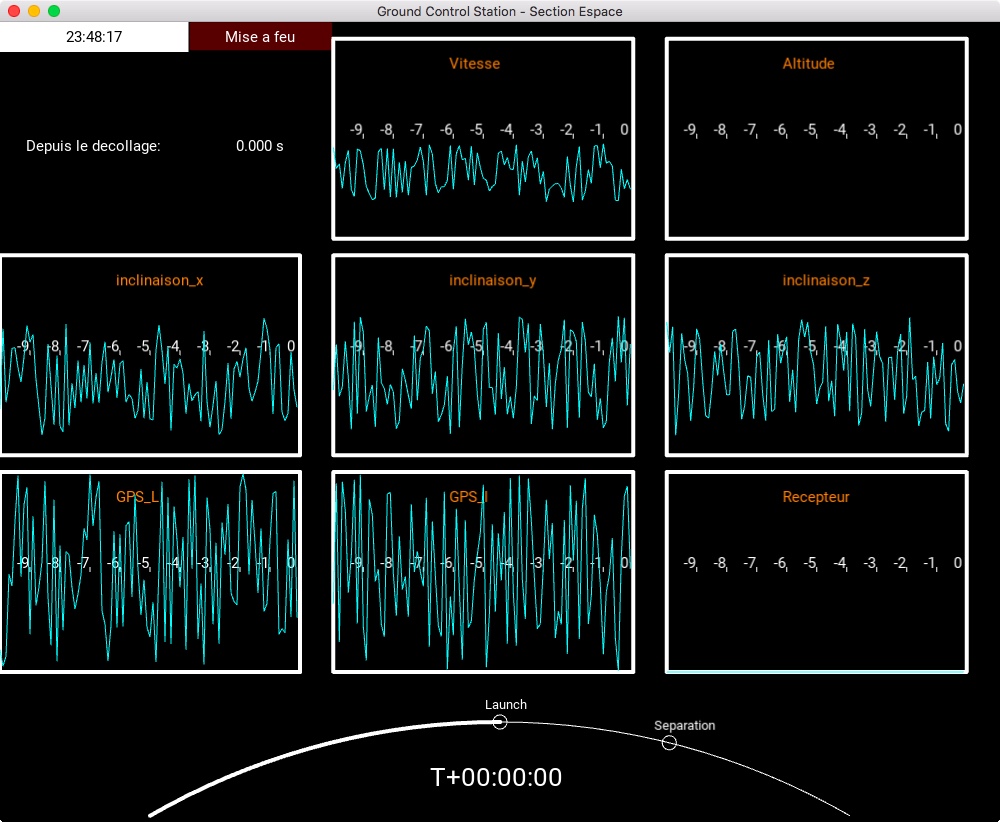 Ground Control Station - Section Espace
23:48:17 Mise a feu
Depuis le decollage: 0.000 s
Vitesse
-9 -8 -7 -6 -5 -4 -3 -2 -1 0
Altitude
-9 -8 -7 -6 -5 -4 -3 -2 -1 0
inclinaison_x
-9 -8 -7 -6 -5 -4 -3 -2 -1 0
inclinaison_y
-9 -8 -7 -6 -5 -4 -3 -2 -1 0
inclinaison_z
-9 -8 -7 -6 -5 -4 -3 -2 -1 0
GPS_L
-9 -8 -7 -6 -5 -4 -3 -2 -1 0
GPS_l
-9 -8 -7 -6 -5 -4 -3 -2 -1 0
Recepteur
-9 -8 -7 -6 -5 -4 -3 -2 -1 0
Launch
Separation
T+00:00:00